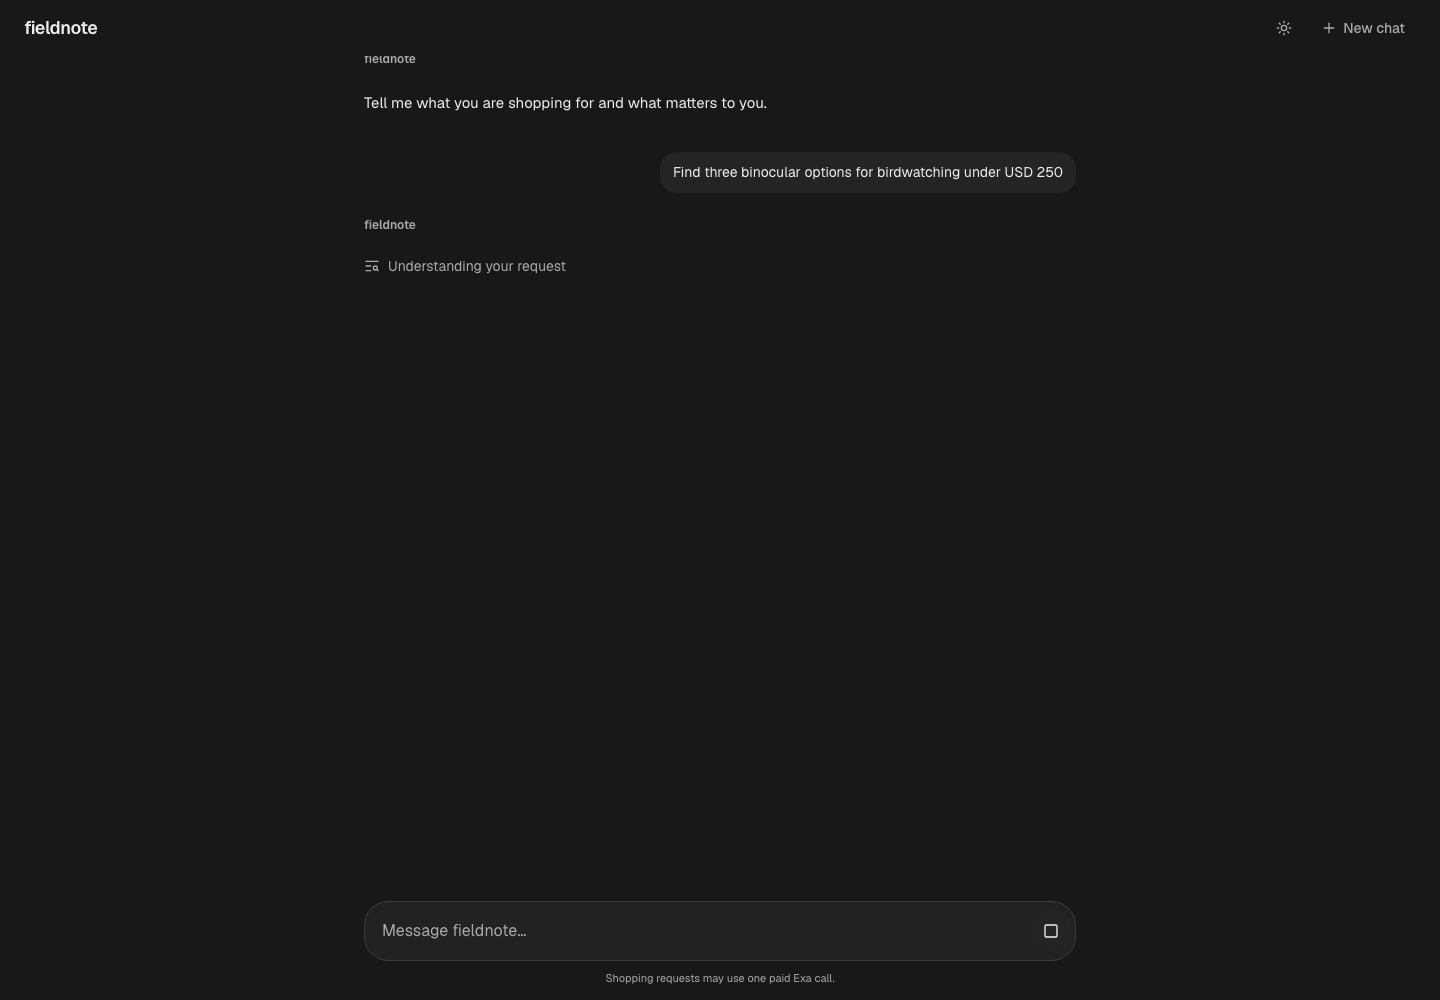 fieldnote
New chat
fieldnote
Tell me what you are shopping for and what matters to you.
Find three binocular options for birdwatching under USD 250
fieldnote
Understanding your request
Message fieldnote...
Shopping requests may use one paid Exa call.